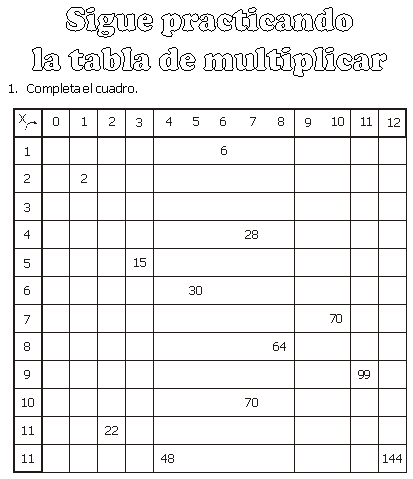 Sigue practicando
la tabla de multiplicar
1. Completa el cuadro.
X 0 1 2 3 4 5 6 7 8 9 10 11 12
1 6
2 2
3
4 28
5 15
6 30
7 70
8 64
9 99
10 70
11 22
11 48 144